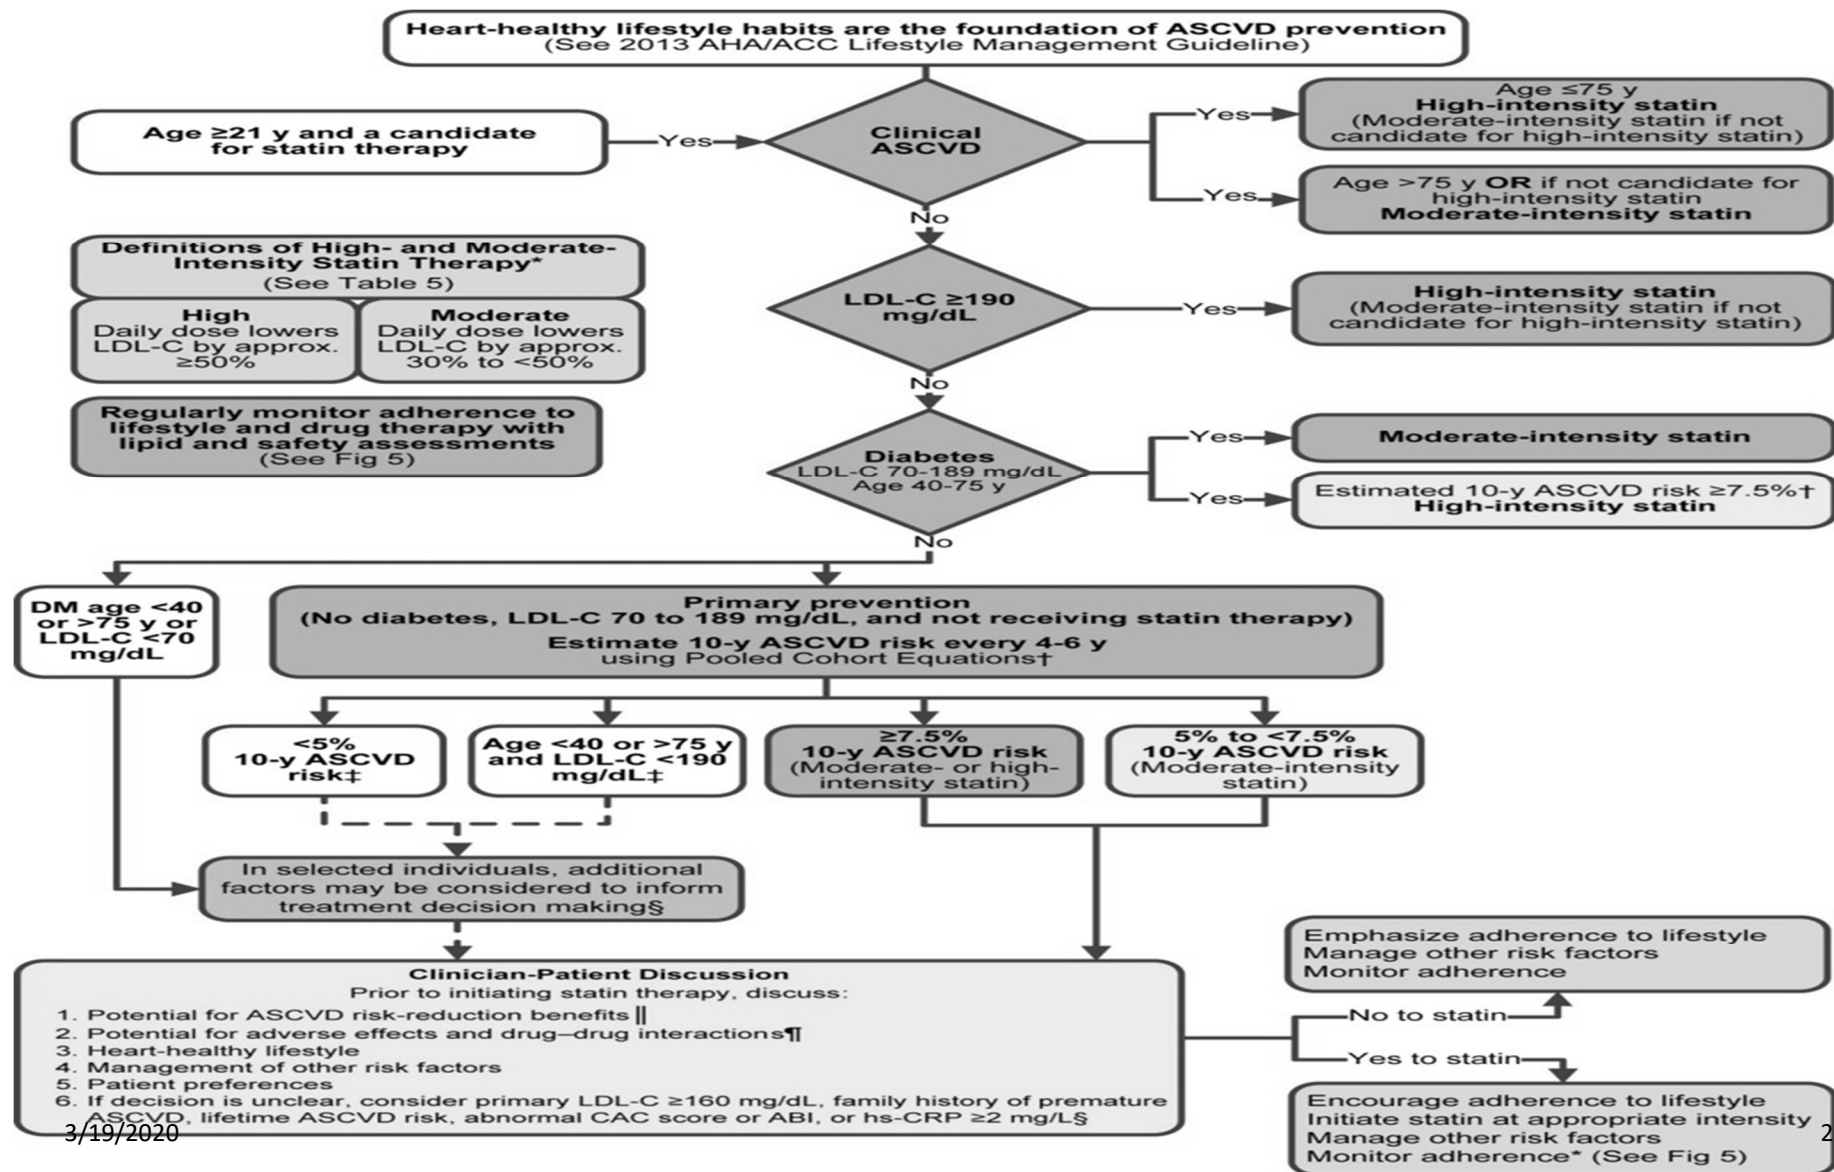 Heart-healthy lifestyle habits are the foundation of ASCVD prevention
(See 2013 AHA/ACC Lifestyle Management Guideline)
Age ≥21 y and a candidate
for statin therapy
Yes
Clinical
ASCVD
Yes
Age ≤75 y
High-intensity statin
(Moderate-intensity statin if not
candidate for high-intensity statin)
Yes
Age >75 y OR if not candidate for
high-intensity statin
Moderate-intensity statin
No
Definitions of High- and Moderate-
Intensity Statin Therapy*
(See Table 5)
High
Daily dose lowers
LDL-C by approx.
≥50%
Moderate
Daily dose lowers
LDL-C by approx.
30% to <50%
LDL-C ≥190
mg/dL
Yes
High-intensity statin
(Moderate-intensity statin if not
candidate for high-intensity statin)
No
Regularly monitor adherence to
lifestyle and drug therapy with
lipid and safety assessments
(See Fig 5)
Diabetes
LDL-C 70-189 mg/dL
Age 40-75 y
Yes
Moderate-intensity statin
Yes
Estimated 10-y ASCVD risk ≥7.5%†
High-intensity statin
No
DM age <40
or >75 y or
LDL-C <70
mg/dL
Primary prevention
(No diabetes, LDL-C 70 to 189 mg/dL, and not receiving statin therapy)
Estimate 10-y ASCVD risk every 4-6 y
using Pooled Cohort Equations†
<5%
10-y ASCVD
risk‡
Age <40 or >75 y
and LDL-C <190
mg/dL‡
≥7.5%
10-y ASCVD risk
(Moderate- or high-
intensity statin)
5% to <7.5%
10-y ASCVD risk
(Moderate-intensity
statin)
In selected individuals, additional
factors may be considered to inform
treatment decision making§
Clinician-Patient Discussion
Prior to initiating statin therapy, discuss:
1. Potential for ASCVD risk-reduction benefits‖
2. Potential for adverse effects and drug–drug interactions¶
3. Heart-healthy lifestyle
4. Management of other risk factors
5. Patient preferences
6. If decision is unclear, consider primary LDL-C ≥160 mg/dL, family history of premature
ASCVD, lifetime ASCVD risk, abnormal CAC score or ABI, or hs-CRP ≥2 mg/L§
No to statin
Emphasize adherence to lifestyle
Manage other risk factors
Monitor adherence
Yes to statin
Encourage adherence to lifestyle
Initiate statin at appropriate intensity
Manage other risk factors
Monitor adherence* (See Fig 5)
3/19/2020
2